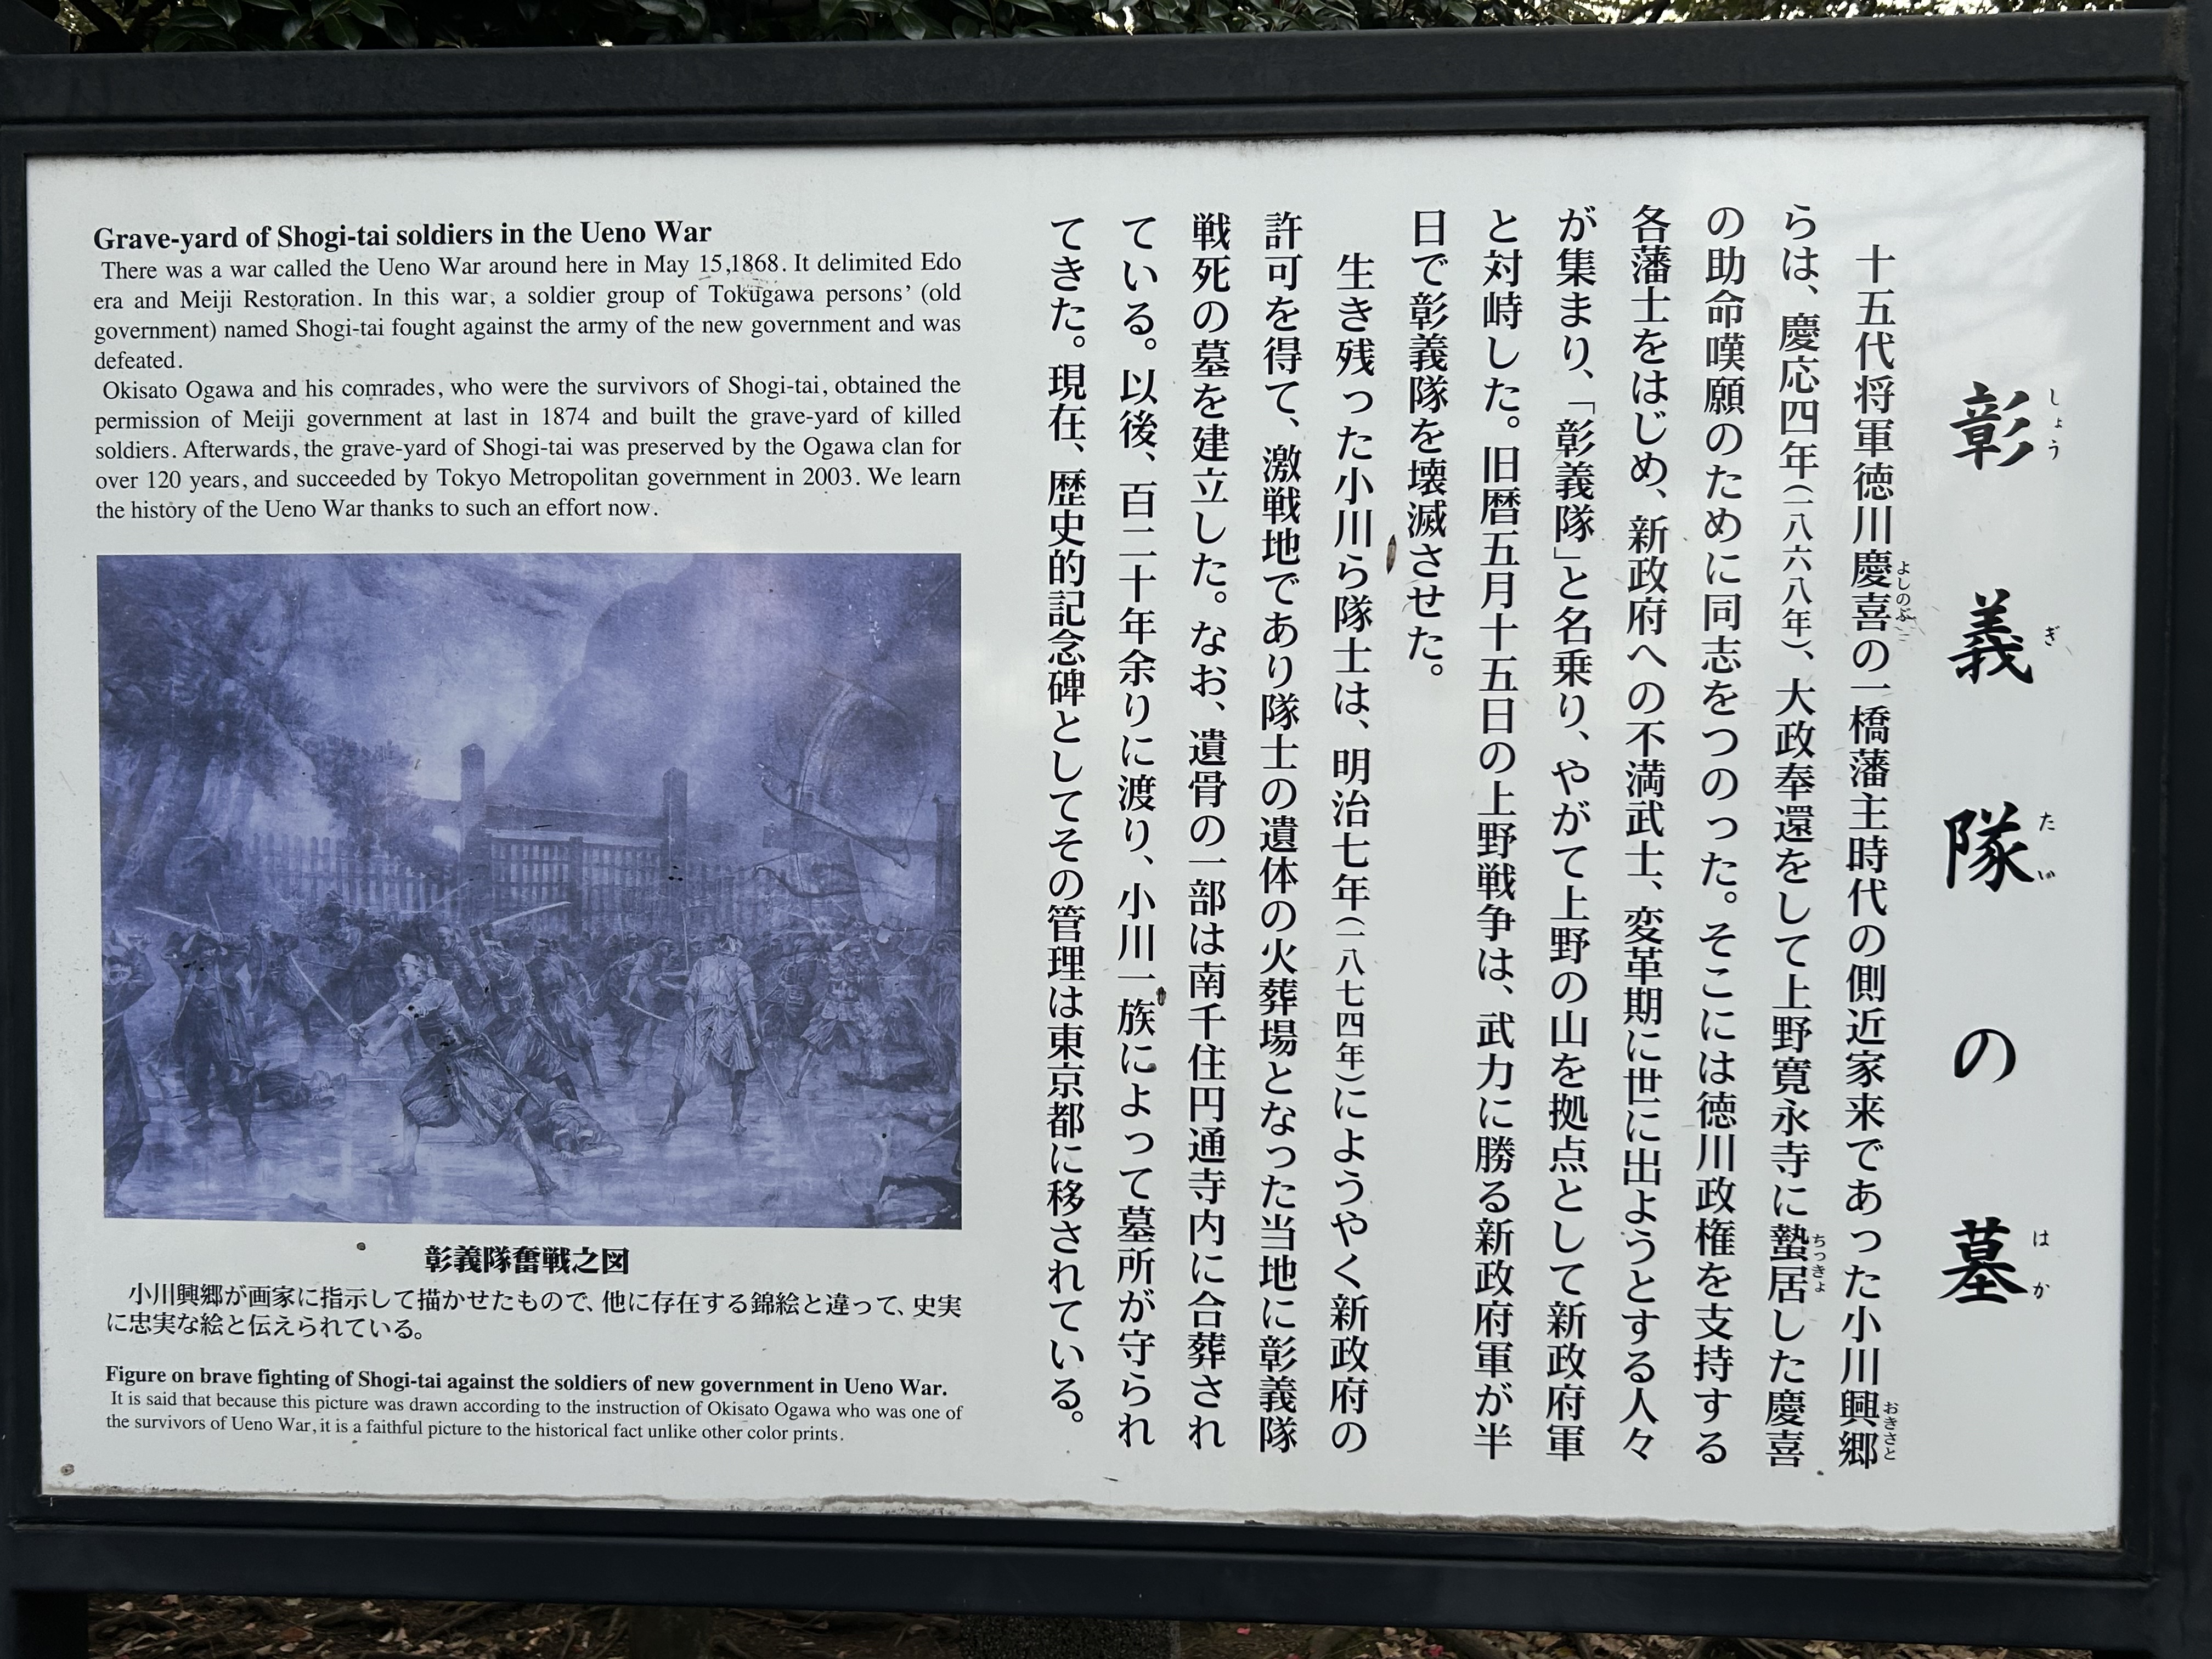 彰義隊の墓
しょうぎたいはか
十五代将軍徳川慶喜の一橋藩主時代の側近家来であった小川興郷
よしのぶ
おきさと
らは、慶応四年(一八六八年)、大政奉還をして上野寛永寺に蟄居した慶喜
ちっきょ
の助命嘆願のために同志をつのった。そこには徳川政権を支持する
各藩士をはじめ、新政府への不満武士、変革期に世に出ようとする人々
が集まり、「彰義隊」と名乗り、やがて上野の山を拠点として新政府軍
と対峙した。旧暦五月十五日の上野戦争は、武力に勝る新政府軍が半
日で彰義隊を壊滅させた。
生き残った小川ら隊士は、明治七年(一八七四年)にようやく新政府の
許可を得て、激戦地であり隊士の遺体の火葬場となった当地に彰義隊
戦死の墓を建立した。なお、遺骨の一部は南千住円通寺内に合葬され
ている。以後、百二十年余りに渡り、小川一族によって墓所が守られ
てきた。現在、歴史的記念碑としてその管理は東京都に移されている。
Grave-yard of Shogi-tai soldiers in the Ueno War
There was a war called the Ueno War around here in May 15,1868. It delimited Edo
era and Meiji Restoration. In this war, a soldier group of Tokugawa persons’ (old
government) named Shogi-tai fought against the army of the new government and was
defeated.
Okisato Ogawa and his comrades, who were the survivors of Shogi-tai, obtained the
permission of Meiji government at last in 1874 and built the grave-yard of killed
soldiers. Afterwards, the grave-yard of Shogi-tai was preserved by the Ogawa clan for
over 120 years, and succeeded by Tokyo Metropolitan government in 2003. We learn
the history of the Ueno War thanks to such an effort now.
彰義隊奮戦之図
小川興郷が画家に指示して描かせたもので、他に存在する錦絵と違って、史実
に忠実な絵と伝えられている。
Figure on brave fighting of Shogi-tai against the soldiers of new government in Ueno War.
It is said that because this picture was drawn according to the instruction of Okisato Ogawa who was one of
the survivors of Ueno War, it is a faithful picture to the historical fact unlike other color prints.